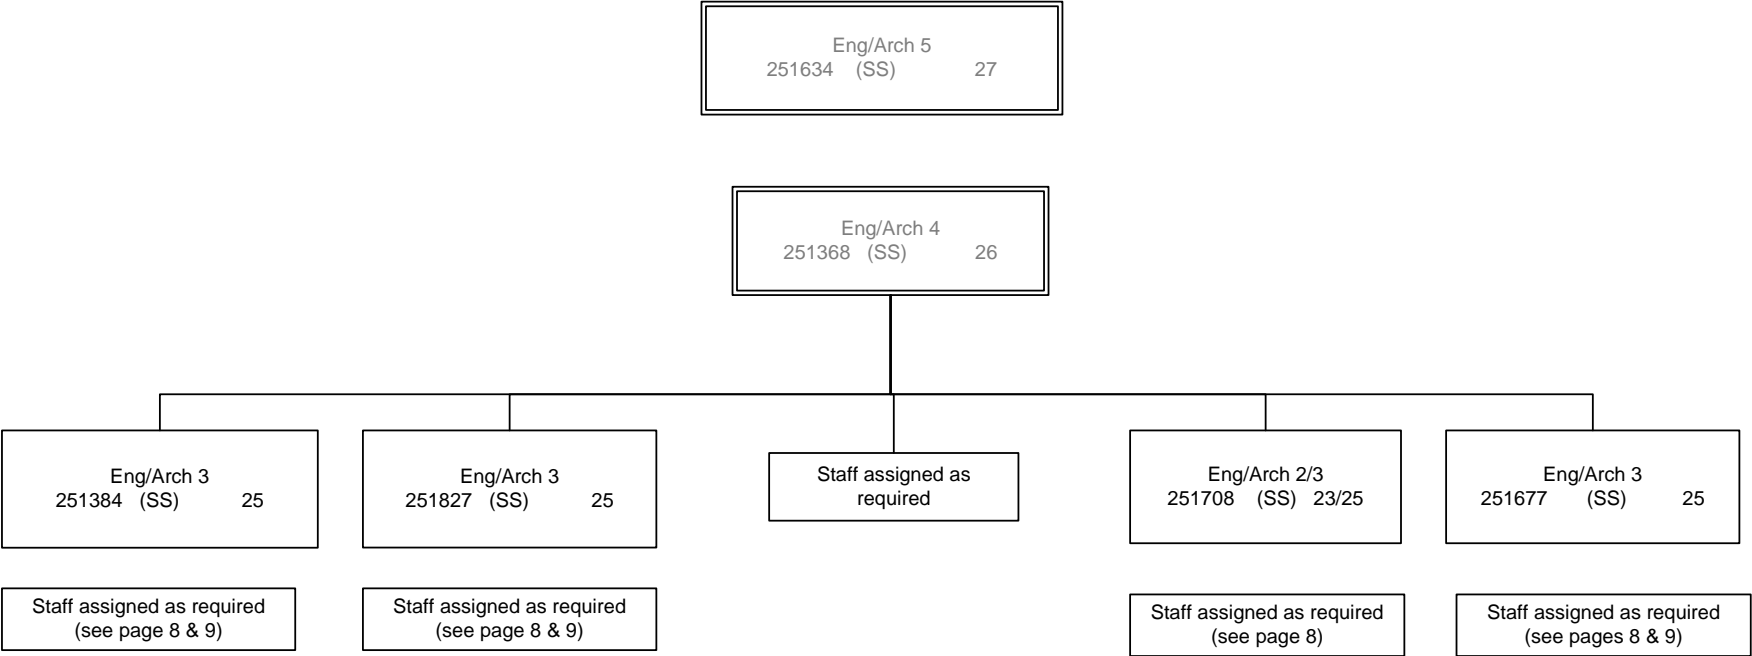 Eng/Arch 5
251634 (SS) 27
Eng/Arch 4
251368 (SS) 26
Eng/Arch 3
251384 (SS) 25
Eng/Arch 3
251827 (SS) 25
Staff assigned as
required
Eng/Arch 2/3
251708 (SS) 23/25
Eng/Arch 3
251677 (SS) 25
Staff assigned as required
(see page 8 & 9)
Staff assigned as required
(see page 8 & 9)
Staff assigned as required
(see page 8)
Staff assigned as required
(see pages 8 & 9)